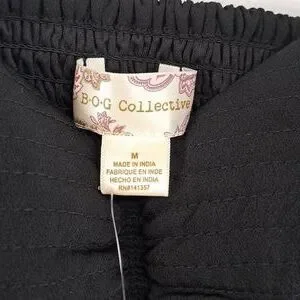 B·O·G Collective
M
MADE IN INDIA
FABRIQUE EN INDE
HECHO EN INDIA
RN#141357